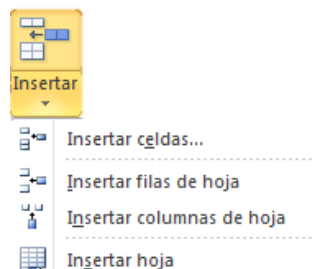 Insertar
Insertar celdas...
Insertar filas de hoja
Insertar columnas de hoja
Insertar hoja